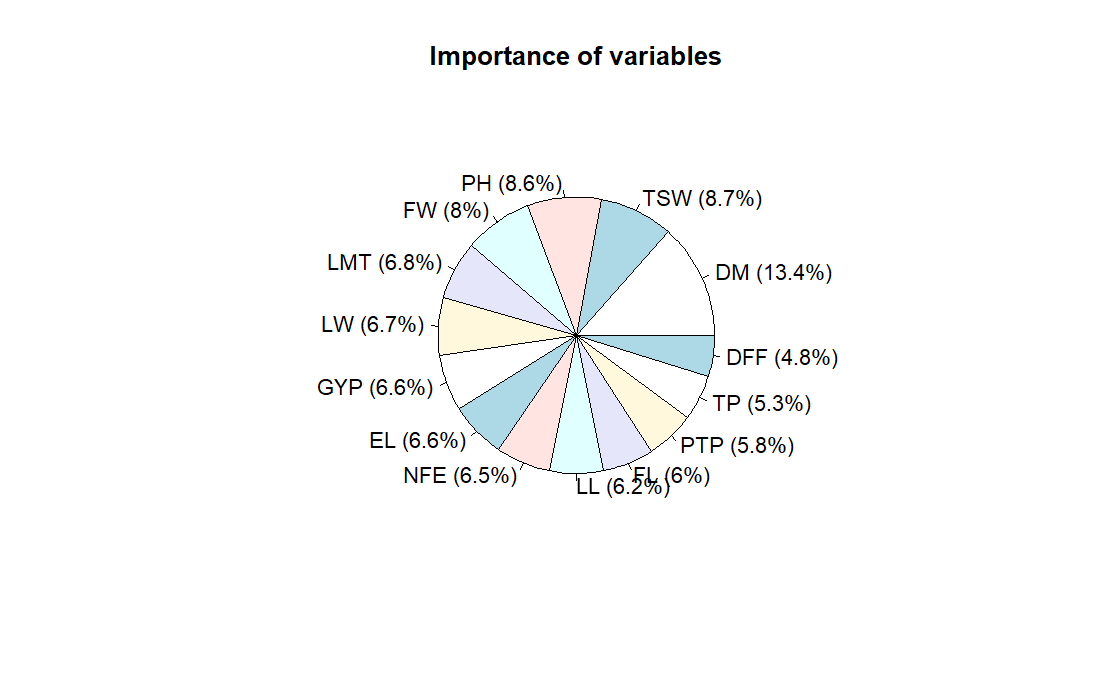 Importance of variables
PH (8.6%)
TSW (8.7%)
FW (8%)
LMT (6.8%)
DM (13.4%)
LW (6.7%)
DFF (4.8%)
GYP (6.6%)
TP (5.3%)
EL (6.6%)
PTP (5.8%)
NFE (6.5%)
FL (6%)
LL (6.2%)